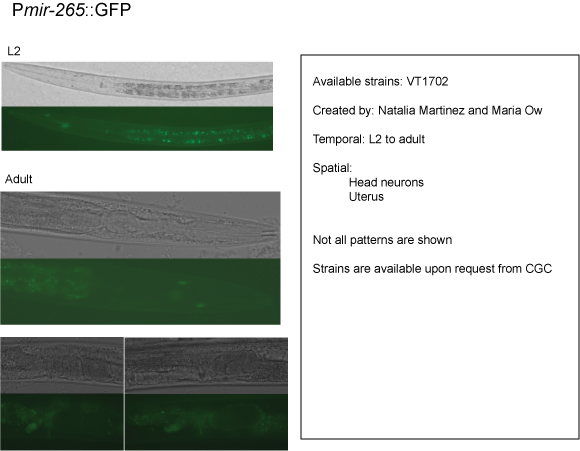 Pmir-265::GFP
L2
Adult
Available strains: VT1702
Created by: Natalia Martinez and Maria Ow
Temporal: L2 to adult
Spatial:
Head neurons
Uterus
Not all patterns are shown
Strains are available upon request from CGC